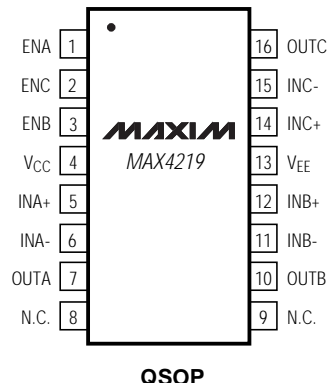 ENA 1 16 OUTC
ENC 2 15 INC-
ENB 3 MAXIM 14 INC+
VCC 4 MAX4219 13 VEE
INA+ 5 12 INB+
INA- 6 11 INB-
OUTA 7 10 OUTB
N.C. 8 9 N.C.
QSOP